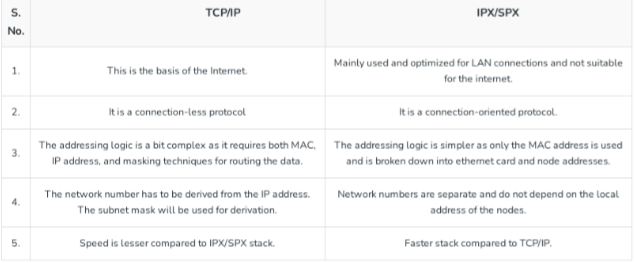 S. No. TCP/IP IPX/SPX
1. This is the basis of the Internet. Mainly used and optimized for LAN connections and not suitable for the internet.
2. It is a connection-less protocol It is a connection-oriented protocol.
3. The addressing logic is a bit complex as it requires both MAC, IP address, and masking techniques for routing the data. The addressing logic is simpler as only the MAC address is used and is broken down into ethernet card and node addresses.
4. The network number has to be derived from the IP address. The subnet mask will be used for derivation. Network numbers are separate and do not depend on the local address of the nodes.
5. Speed is lesser compared to IPX/SPX stack. Faster stack compared to TCP/IP.